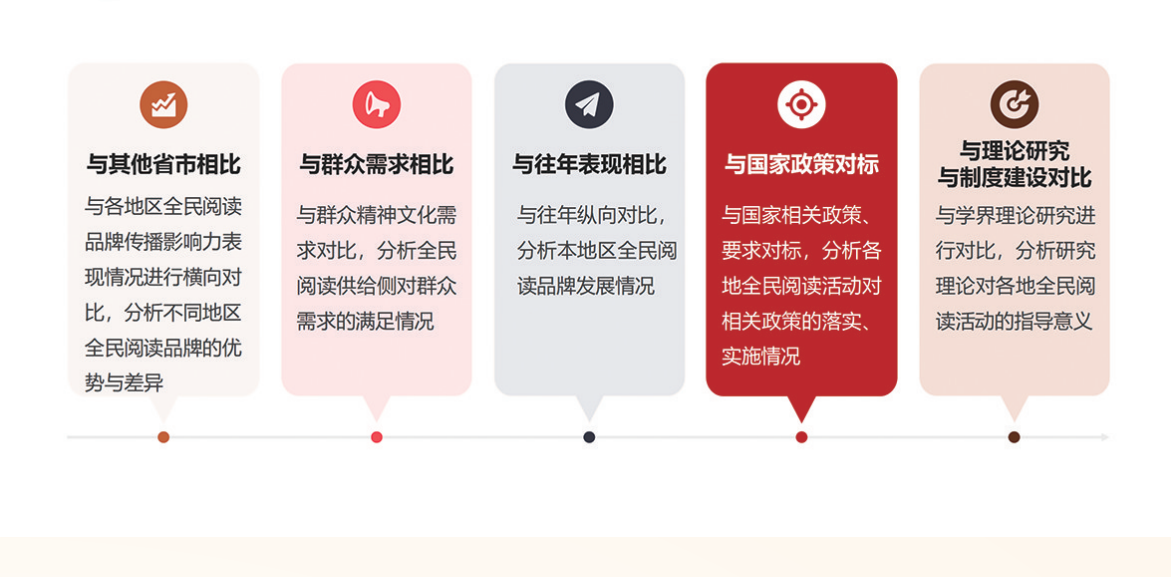 与其他省市相比
与各地区全民阅读
品牌传播影响力表
现情况进行横向对
比，分析不同地区
全民阅读品牌的优
势与差异
与群众需求相比
与群众精神文化需
求对比，分析全民
阅读供给侧对群众
需求的满足情况
与往年表现相比
与往年纵向对比，
分析本地区全民阅
读品牌发展情况
与国家政策对标
与国家相关政策、
要求对标，分析各
地全民阅读活动对
相关政策的落实、
实施情况
与理论研究
与制度建设对比
与学界理论研究进
行对比，分析研究
理论对各地全民阅
读活动的指导意义